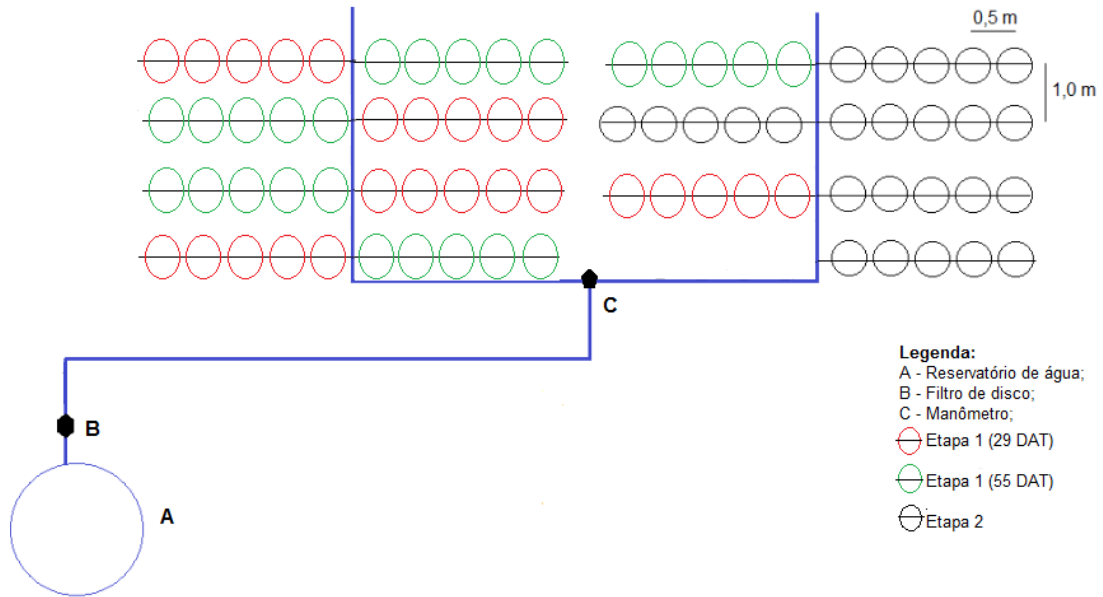 0,5 m
1,0 m
C
Legenda:
A - Reservatório de água;
B - Filtro de disco;
C - Manômetro;
Etapa 1 (29 DAT)
Etapa 1 (55 DAT)
Etapa 2
B
A